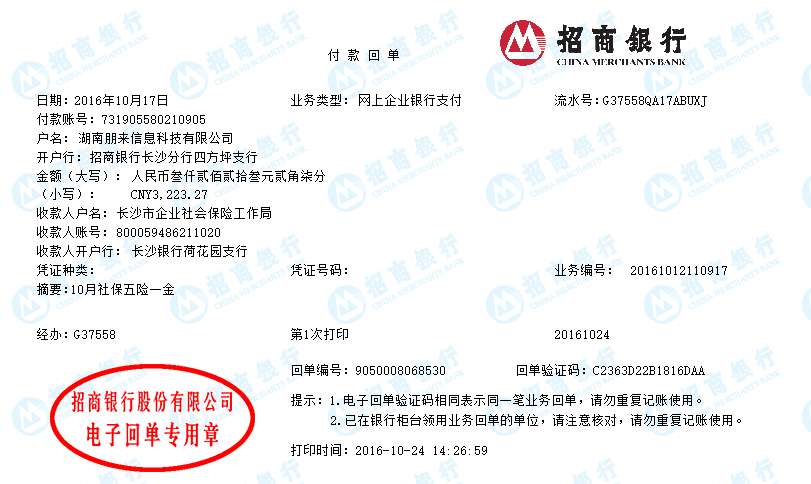 招商银行
CHINA MERCHANTS BANK
付 款 回 单
日期：2016年10月17日 业务类型： 网上企业银行支付 流水号：G37558QA17ABUXJ
付款账号：731905580210905
户名： 湖南朋来信息科技有限公司
开户行：招商银行长沙分行四方坪支行
金额（大写）： 人民币叁仟贰佰贰拾叁元贰角柒分
（小写）： CNY3,223.27
收款人户名：长沙市企业社会保险工作局
收款人账号：800059486211020
收款人开户行： 长沙银行荷花园支行
凭证种类： 凭证号码： 业务编号： 20161012110917
摘要：10月社保五险一金
经办：G37558 第1次打印 20161024
回单编号：9050008068530 回单验证码：C2363D22B1816DAA
招商银行股份有限公司
电子回单专用章
提示：1.电子回单验证码相同表示同一笔业务回单，请勿重复记账使用。
2.已在银行柜台领用业务回单的单位，请注意核对，请勿重复记账使用。
打印时间：2016-10-24 14:26:59